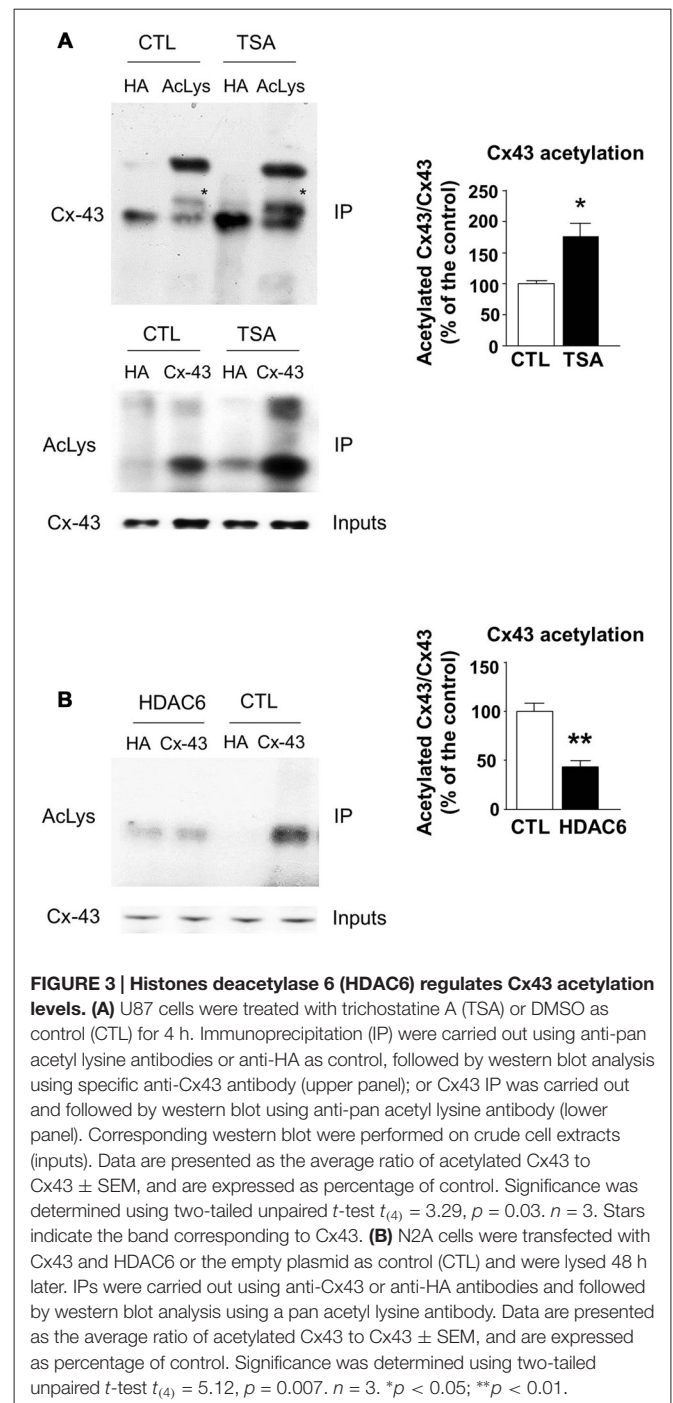 A
CTL TSA
HA AcLys HA AcLys
*
*
Cx-43
IP
CTL TSA
HA Cx-43 HA Cx-43
AcLys
IP
Cx-43
Inputs
Cx43 acetylation
Acetylated Cx43/Cx43
(% of the control)
250
200
150
100
50
0
*
CTL TSA
B
HDAC6 CTL
HA Cx-43 HA Cx-43
AcLys
IP
Cx-43
Inputs
Cx43 acetylation
Acetylated Cx43/Cx43
(% of the control)
150
100
50
0
**
CTL HDAC6
FIGURE 3 | Histones deacetylase 6 (HDAC6) regulates Cx43 acetylation
levels. (A) U87 cells were treated with trichostatine A (TSA) or DMSO as
control (CTL) for 4 h. Immunoprecipitation (IP) were carried out using anti-pan
acetyl lysine antibodies or anti-HA as control, followed by western blot analysis
using specific anti-Cx43 antibody (upper panel); or Cx43 IP was carried out
and followed by western blot using anti-pan acetyl lysine antibody (lower
panel). Corresponding western blot were performed on crude cell extracts
(inputs). Data are presented as the average ratio of acetylated Cx43 to
Cx43 ± SEM, and are expressed as percentage of control. Significance was
determined using two-tailed unpaired t-test t(4) = 3.29, p = 0.03. n = 3. Stars
indicate the band corresponding to Cx43. (B) N2A cells were transfected with
Cx43 and HDAC6 or the empty plasmid as control (CTL) and were lysed 48 h
later. IPs were carried out using anti-Cx43 or anti-HA antibodies and followed
by western blot analysis using a pan acetyl lysine antibody. Data are presented
as the average ratio of acetylated Cx43 to Cx43 ± SEM, and are expressed
as percentage of control. Significance was determined using two-tailed
unpaired t-test t(4) = 5.12, p = 0.007. n = 3. *p < 0.05; **p < 0.01.